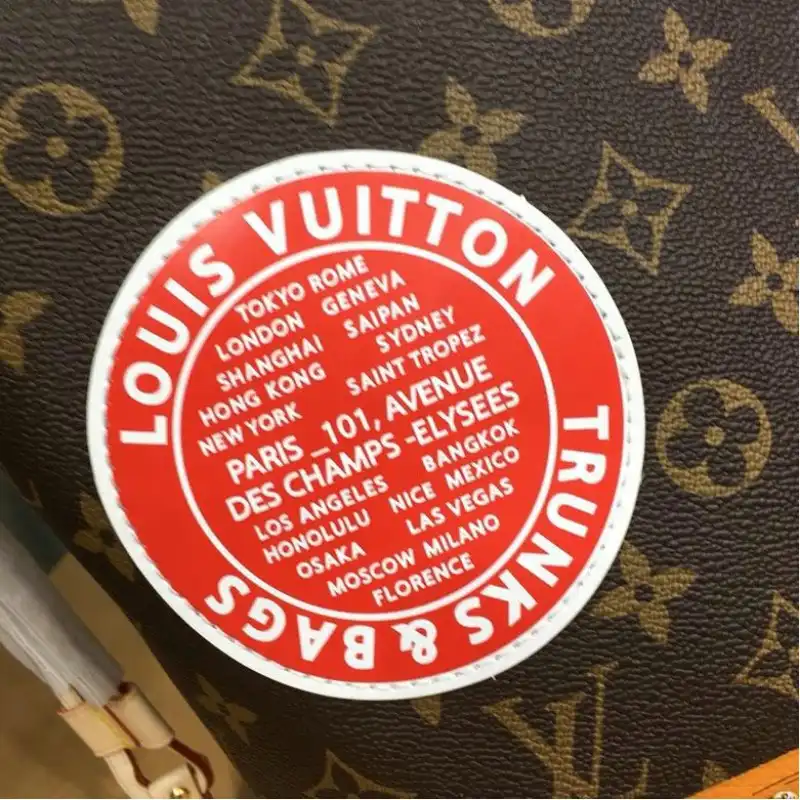 LOUIS VUITTON
TRUNKS & BAGS
TOKYO ROME
LONDON GENEVA
SHANGHAI SAIPAN
HONG KONG SYDNEY
NEW YORK SAINT TROPEZ
PARIS _101, AVENUE
DES CHAMPS-ELYSEES
LOS ANGELES BANGKOK
HONOLULU NICE MEXICO
OSAKA LAS VEGAS
MOSCOW MILANO
FLORENCE